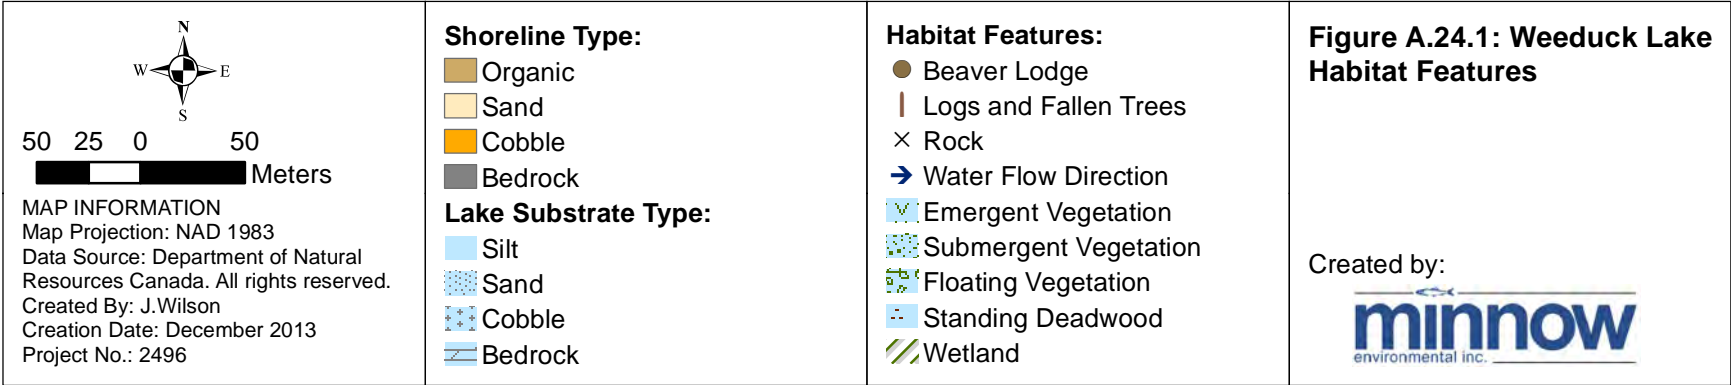 N
W E
S
50 25 0 50
Meters
MAP INFORMATION
Map Projection: NAD 1983
Data Source: Department of Natural
Resources Canada. All rights reserved.
Created By: J.Wilson
Creation Date: December 2013
Project No.: 2496
Shoreline Type:
Organic
Sand
Cobble
Bedrock
Lake Substrate Type:
Silt
Sand
Cobble
Bedrock
Habitat Features:
Beaver Lodge
Logs and Fallen Trees
Rock
Water Flow Direction
Emergent Vegetation
Submergent Vegetation
Floating Vegetation
Standing Deadwood
Wetland
Figure A.24.1: Weeduck Lake
Habitat Features
Created by:
minnow
environmental inc.